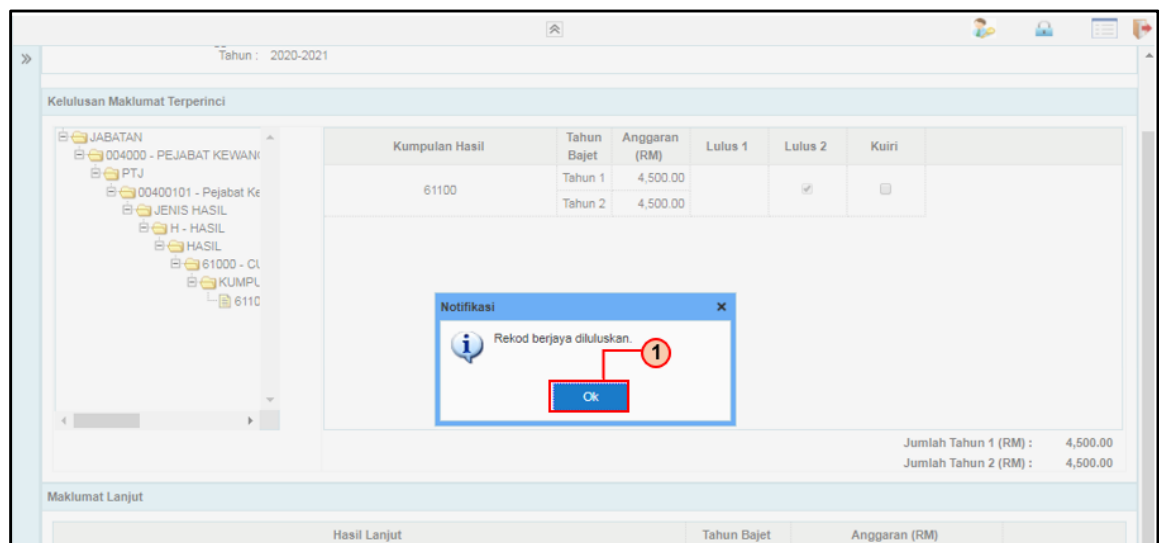 Tahun : 2020-2021
Kelulusan Maklumat Terperinci
JABATAN
004000 - PEJABAT KEWAN
PTJ
00400101 - Pejabat Ke
JENIS HASIL
H - HASIL
HASIL
61000 - CU
KUMPUL
6110
Kumpulan Hasil
Tahun Bajet
Anggaran (RM)
Lulus 1
Lulus 2
Kuiri
61100
Tahun 1 4,500.00
Tahun 2 4,500.00
Notifikasi
Rekod berjaya diluluskan.
1
Ok
Jumlah Tahun 1 (RM) : 4,500.00
Jumlah Tahun 2 (RM) : 4,500.00
Maklumat Lanjut
Hasil Lanjut Tahun Bajet Anggaran (RM)